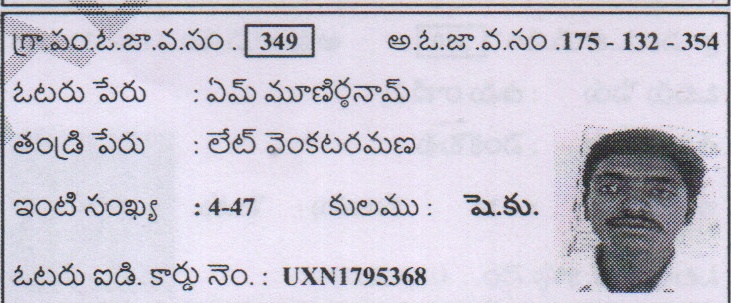 గ్రా.పం.ఓ.జా.వ.సం. 349 అ.ఓ.జా.వ.సం .175 - 132 - 354
ఓటరు పేరు : ఏమ్ మూణిర్థనామ్
తండ్రి పేరు : లేట్ వెంకటరమణ
ఇంటి సంఖ్య : 4-47 కులము : షె.కు.
ఓటరు ఐడి. కార్డు నెం. : UXN1795368